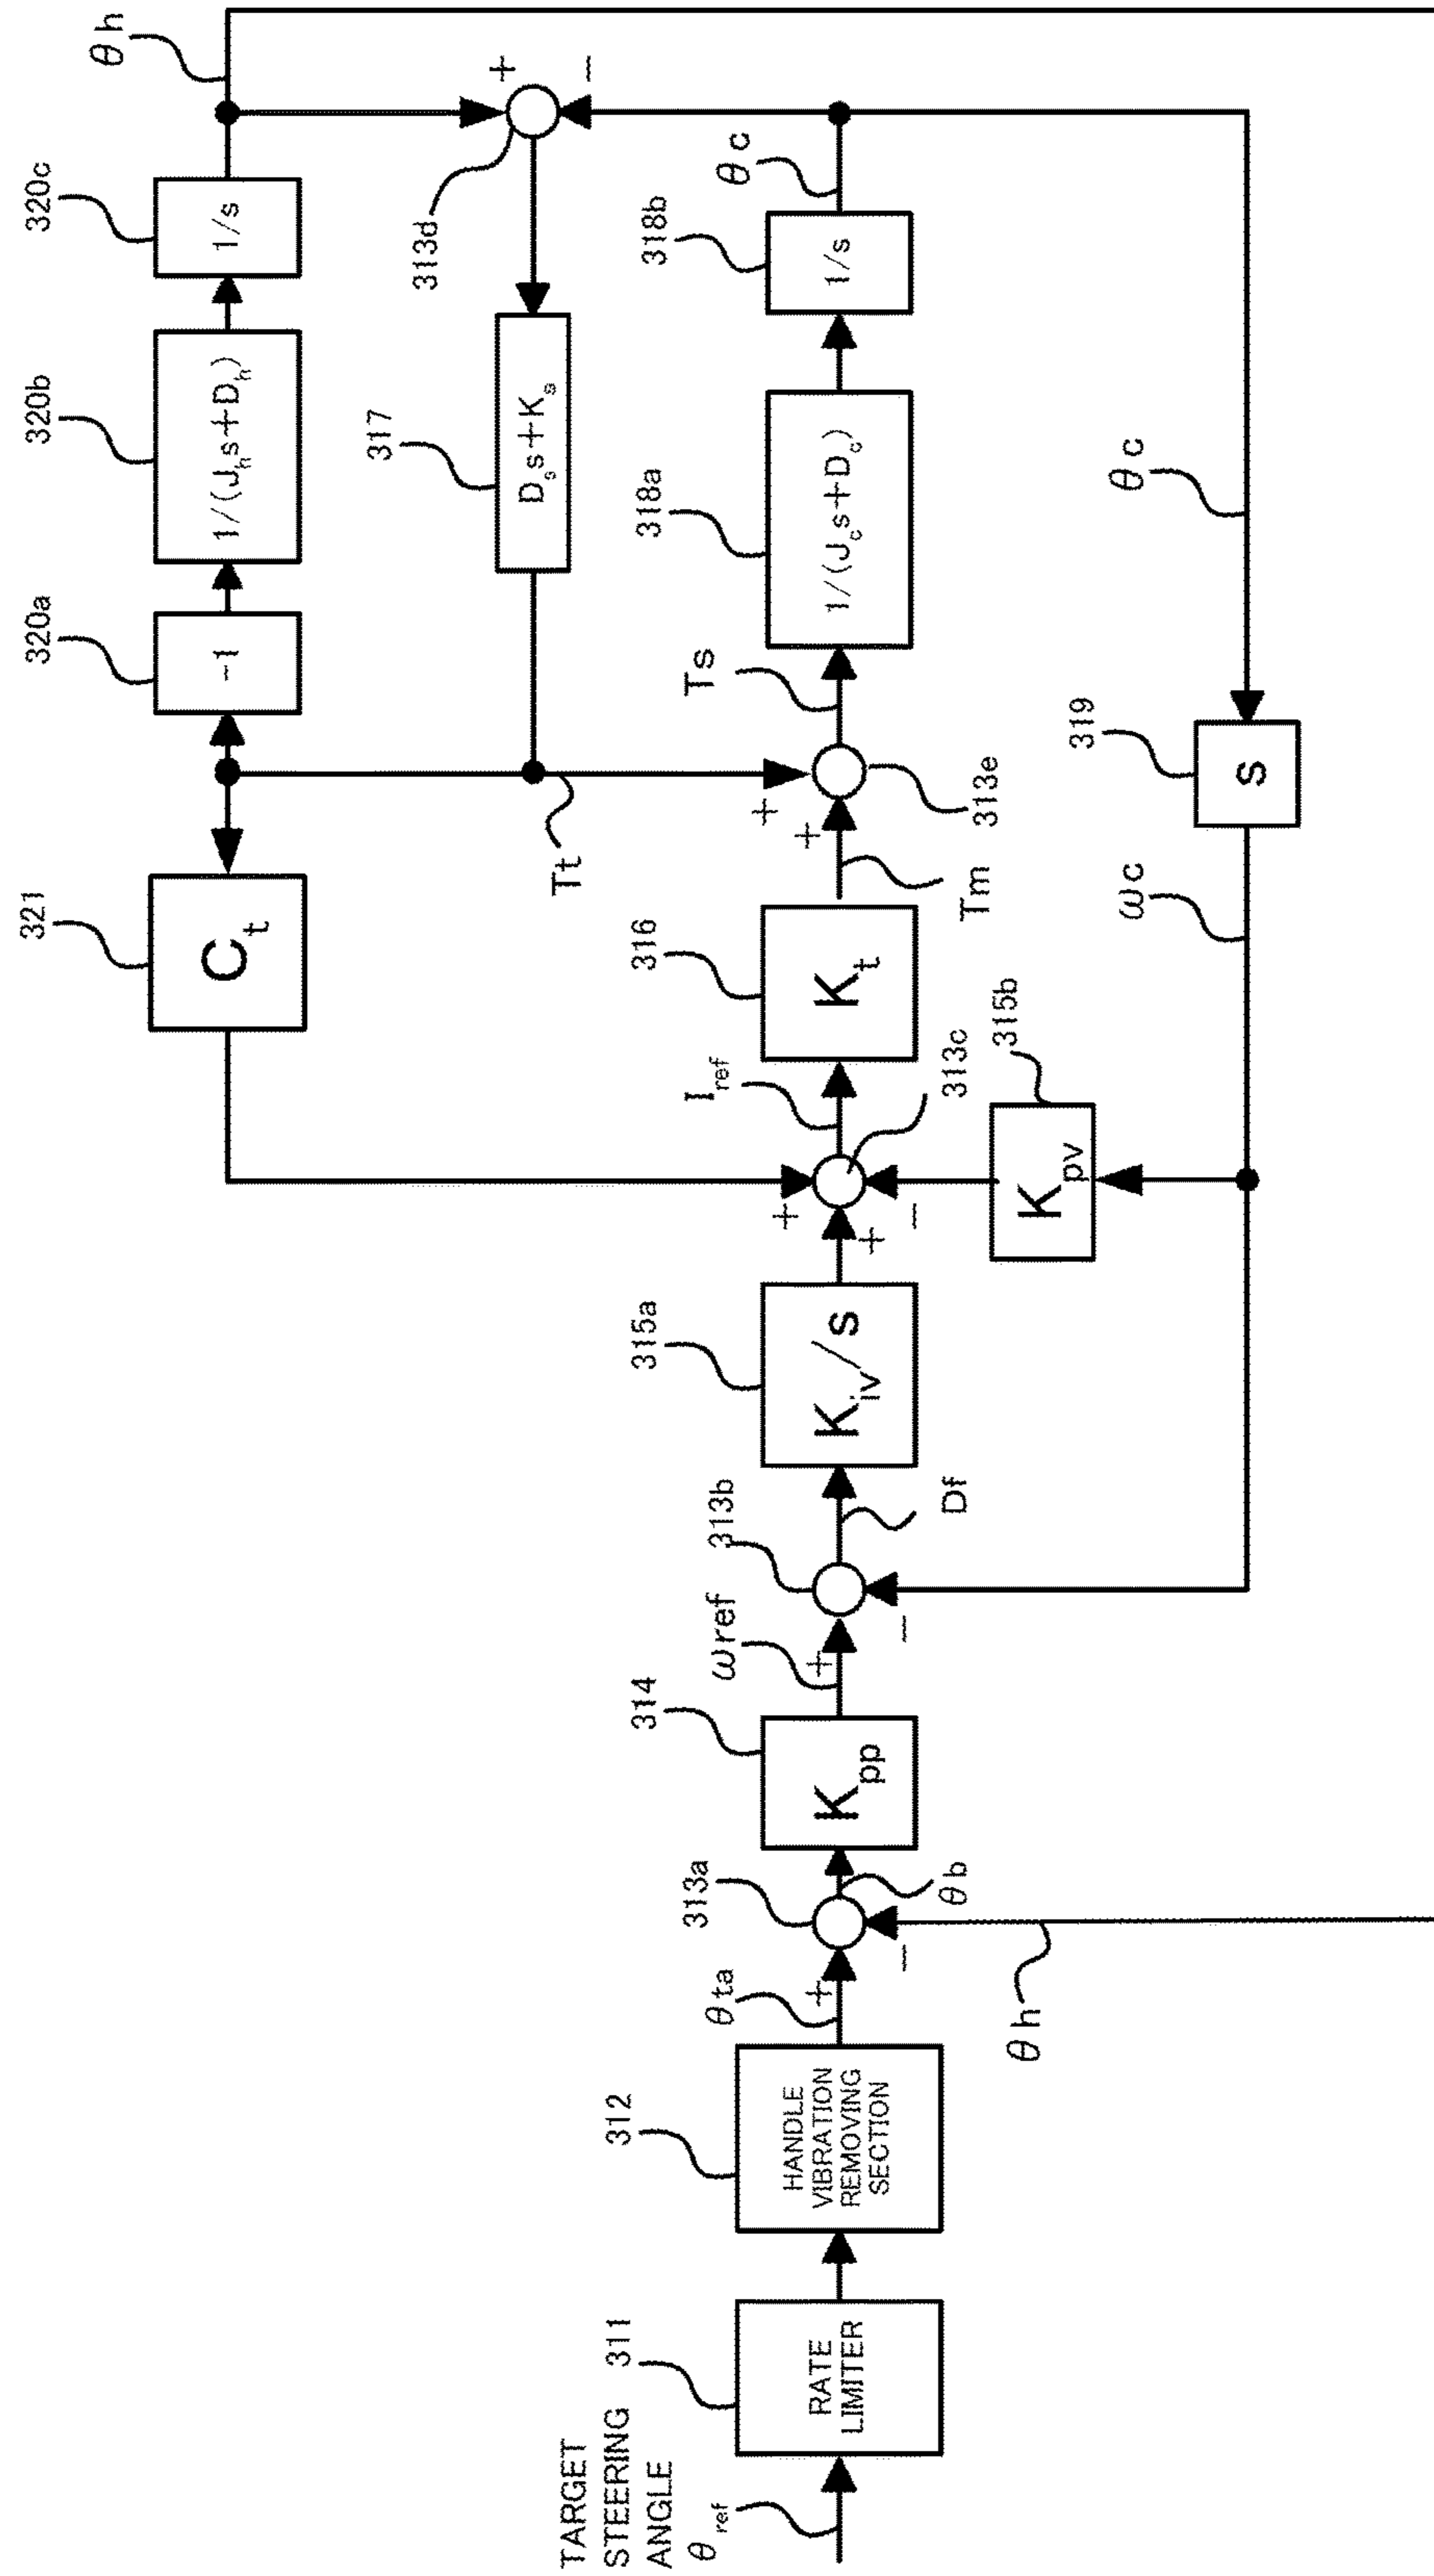 TARGET
STEERING
ANGLE
θref
311
RATE
LIMITER
312
HANDLE
VIBRATION
REMOVING
SECTION
θta
+
−
θh
313a
θb
314
Kpp
ωref
+
−
313b
Df
315a
Kiv/s
+
+
−
313c
Iref
315b
Kpv
316
Kt
Tm
+
+
313e
Ts
318a
1/(Jcs+Dc)
318b
1/s
θc
321
Ct
Tt
320a
-1
320b
1/(Jhs+Dh)
320c
1/s
θh
317
Dss+Ks
313d
+
−
θc
319
s
ωc